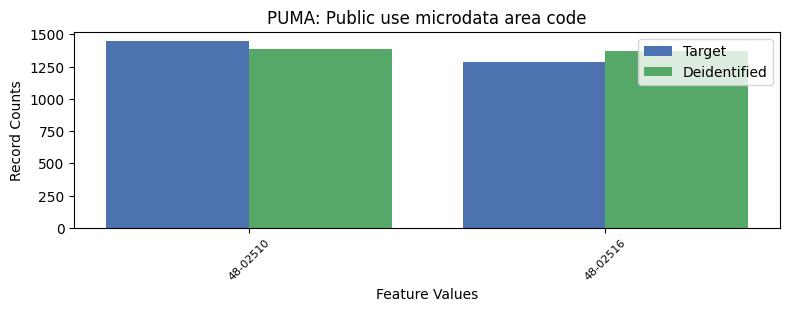 PUMA: Public use microdata area code
Target
Deidentified
Record Counts
1500
1250
1000
750
500
250
0
48-02510
48-02516
Feature Values